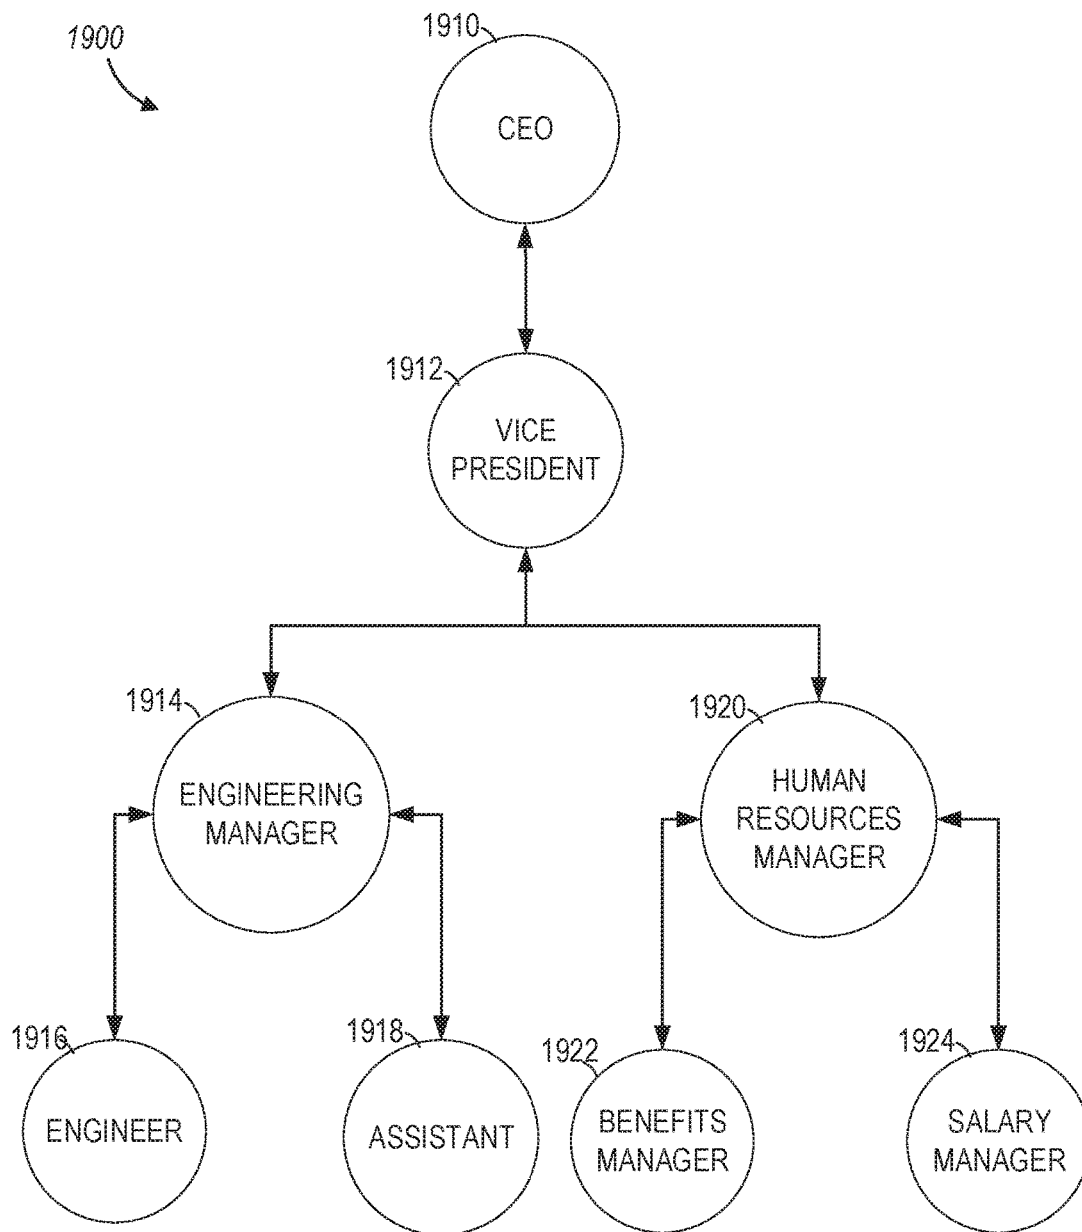 1900
1910
CEO
1912
VICE
PRESIDENT
1914
ENGINEERING
MANAGER
1920
HUMAN
RESOURCES
MANAGER
1916
ENGINEER
1918
ASSISTANT
1922
BENEFITS
MANAGER
1924
SALARY
MANAGER